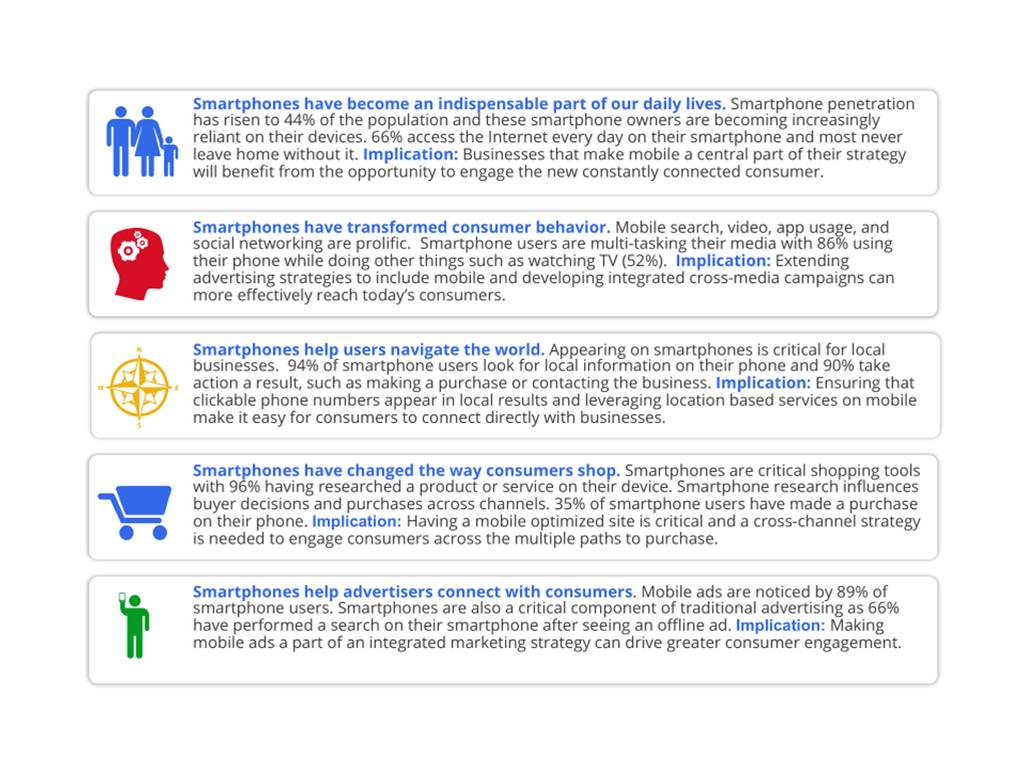 Smartphones have become an indispensable part of our daily lives. Smartphone penetration
has risen to 44% of the population and these smartphone owners are becoming increasingly
reliant on their devices. 66% access the Internet every day on their smartphone and most never
leave home without it. Implication: Businesses that make mobile a central part of their strategy
will benefit from the opportunity to engage the new constantly connected consumer.
Smartphones have transformed consumer behavior. Mobile search, video, app usage, and
social networking are prolific.  Smartphone users are multi-tasking their media with 86% using
their phone while doing other things such as watching TV (52%).  Implication: Extending
advertising strategies to include mobile and developing integrated cross-media campaigns can
more effectively reach today’s consumers.
N
W
E
S
Smartphones help users navigate the world. Appearing on smartphones is critical for local
businesses.  94% of smartphone users look for local information on their phone and 90% take
action a result, such as making a purchase or contacting the business. Implication: Ensuring that
clickable phone numbers appear in local results and leveraging location based services on mobile
make it easy for consumers to connect directly with businesses.
Smartphones have changed the way consumers shop. Smartphones are critical shopping tools
with 96% having researched a product or service on their device. Smartphone research influences
buyer decisions and purchases across channels. 35% of smartphone users have made a purchase
on their phone. Implication: Having a mobile optimized site is critical and a cross-channel strategy
is needed to engage consumers across the multiple paths to purchase.
Smartphones help advertisers connect with consumers. Mobile ads are noticed by 89% of
smartphone users. Smartphones are also a critical component of traditional advertising as 66%
have performed a search on their smartphone after seeing an offline ad. Implication: Making
mobile ads a part of an integrated marketing strategy can drive greater consumer engagement.